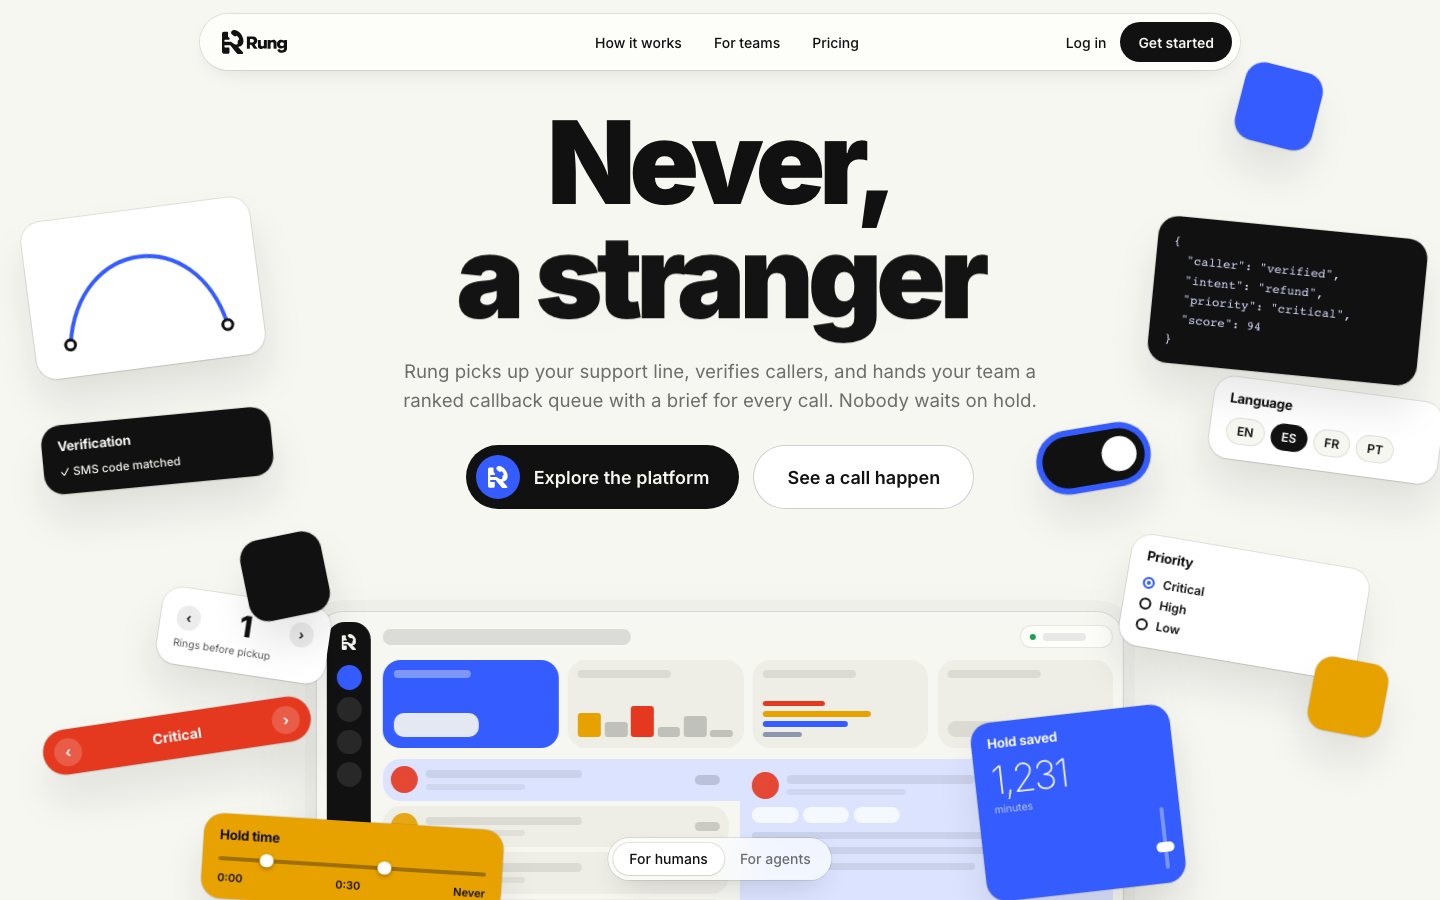 Rung
How it works
For teams
Pricing
Log in
Get started
Never,
a stranger
Rung picks up your support line, verifies callers, and hands your team a
ranked callback queue with a brief for every call. Nobody waits on hold.
Explore the platform
See a call happen
Verification
✓ SMS code matched
{
"caller": "verified",
"intent": "refund",
"priority": "critical",
"score": 94
}
Language
EN
ES
FR
PT
‹
1
›
Rings before pickup
Priority
Critical
High
Low
‹
Critical
›
Hold saved
1,231
minutes
Hold time
0:00
0:30
Never
For humans
For agents